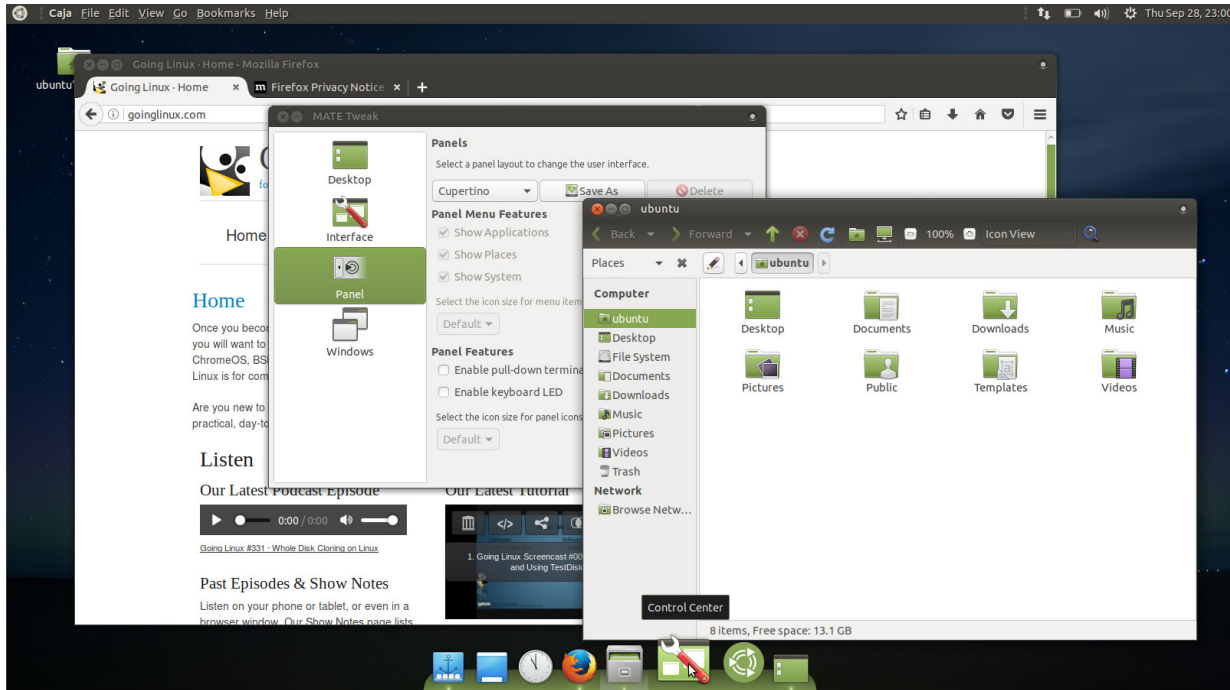 Caja File Edit View Go Bookmarks Help
Thu Sep 28, 23:00
ubuntu
Going Linux · Home - Mozilla Firefox
Going Linux · Home
Firefox Privacy Notice
goinglinux.com
Home
Home
Once you
you will want to
ChromeOS,
Linux is for
Are you new to
practical,
Listen
Our Latest Podcast Episode
0:00 / 0:00
Going Linux #331 · Whole Disk Cloning on Linux
Past Episodes & Show Notes
Listen on your phone or tablet, or even in a
browser window. Our Show Notes page lists
Our Latest Tutorial
1. Going Linux Screencast
and Using TestDisk
MATE Tweak
Desktop
Interface
Panel
Windows
Panels
Select a panel layout to change the user interface.
Cupertino
Save As
Delete
Panel Menu Features
Show Applications
Show Places
Show System
Select the icon size for menu
Default
Panel Features
Enable pull-down
Enable keyboard LED
Select the icon size for panel icons
Default
ubuntu
Back Forward 100% Icon View
Places
ubuntu
Computer
ubuntu
Desktop
File System
Documents
Downloads
Music
Pictures
Videos
Trash
Network
Browse Netw...
Desktop Documents Downloads Music
Pictures Public Templates Videos
8 items, Free space: 13.1 GB
Control Center